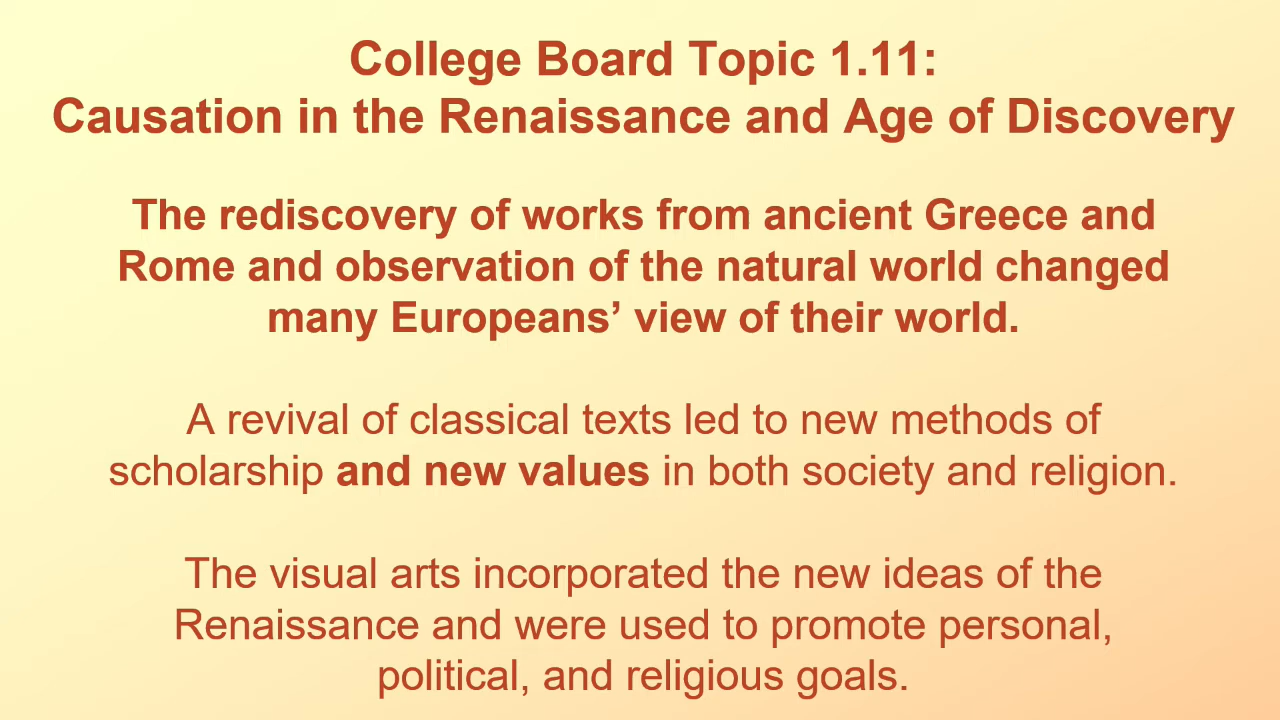 College Board Topic 1.11:
Causation in the Renaissance and Age of Discovery
The rediscovery of works from ancient Greece and
Rome and observation of the natural world changed
many Europeans’ view of their world.
A revival of classical texts led to new methods of
scholarship and new values in both society and religion.
The visual arts incorporated the new ideas of the
Renaissance and were used to promote personal,
political, and religious goals.